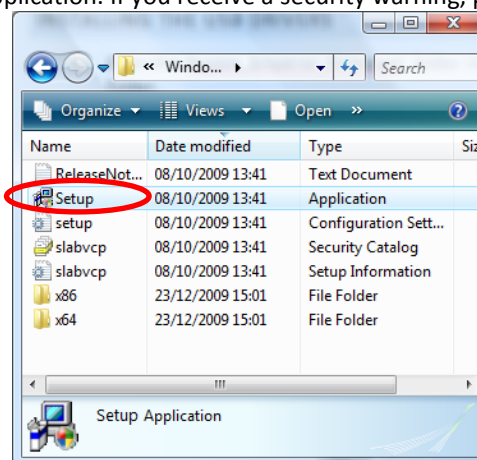 pplication. If you receive a security warning, p
« Windo...
Search
Organize Views Open »
Name Date modified Type Siz
ReleaseNot... 08/10/2009 13:41 Text Document
Setup 08/10/2009 13:41 Application
setup 08/10/2009 13:41 Configuration Sett...
slabvcp 08/10/2009 13:41 Security Catalog
slabvcp 08/10/2009 13:41 Setup Information
x86 23/12/2009 15:01 File Folder
x64 23/12/2009 15:01 File Folder
Setup Application